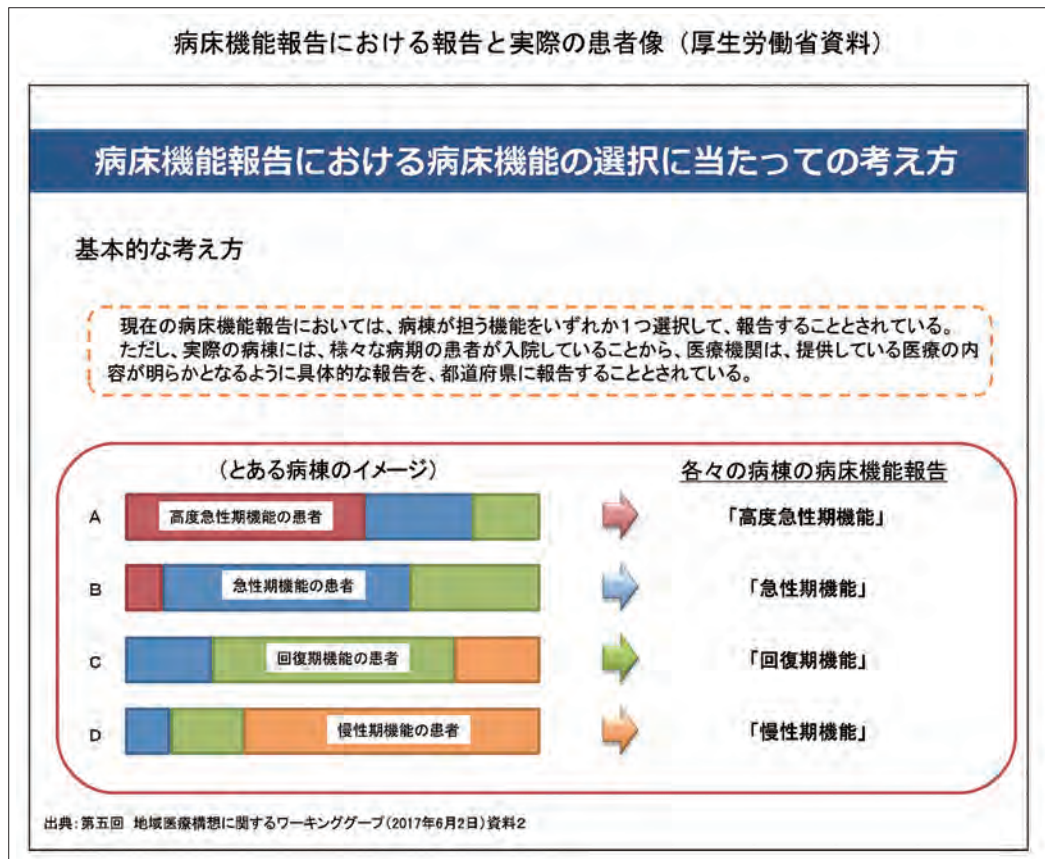 病床機能報告における報告と実際の患者像（厚生労働省資料）
病床機能報告における病床機能の選択に当たっての考え方
基本的な考え方
現在の病床機能報告においては、病棟が担う機能をいずれか１つ選択して、報告することとされている。
ただし、実際の病棟には、様々な病期の患者が入院していることから、医療機関は、提供している医療の内
容が明らかとなるように具体的な報告を、都道府県に報告することとされている。
（とある病棟のイメージ）
各々の病棟の病床機能報告
A
高度急性期機能の患者
「高度急性期機能」
B
急性期機能の患者
「急性期機能」
C
回復期機能の患者
「回復期機能」
D
慢性期機能の患者
「慢性期機能」
出典：第五回 地域医療構想に関するワーキンググープ（2017年6月2日）資料２